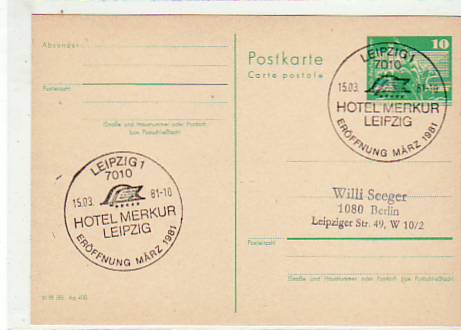 Absender
Postleitzahl
(Straße und Hausnummer oder Postfach
bzw. Postschließfach)
LEIPZIG 1
7010
15.03. 81-10
HOTEL MERKUR
LEIPZIG
ERÖFFNUNG MÄRZ 1981
Postkarte
Carte postale
10
LEIPZIG 1
7010
15.03. 81-10
HOTEL MERKUR
LEIPZIG
ERÖFFNUNG MÄRZ 1981
Willi Seeger
1080 Berlin
Leipziger Str. 49, W 10/2
Postleitzahl
(Straße und Hausnummer oder Postfach bzw. Postschließfach)